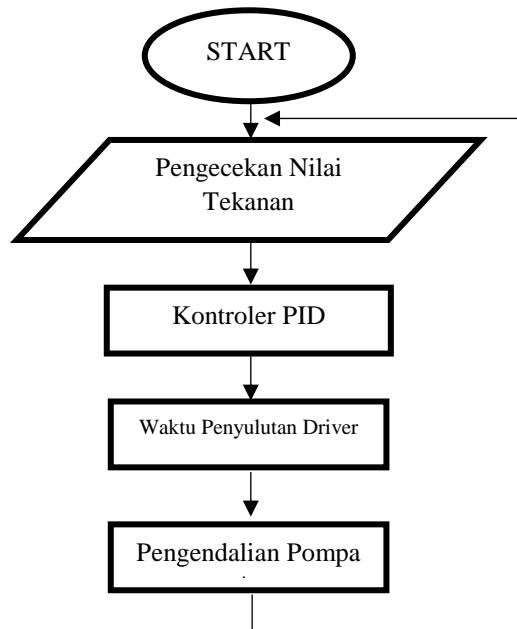 START
Pengecekan Nilai
Tekanan
Kontroler PID
Waktu Penyulutan Driver
Pengendalian Pompa
.